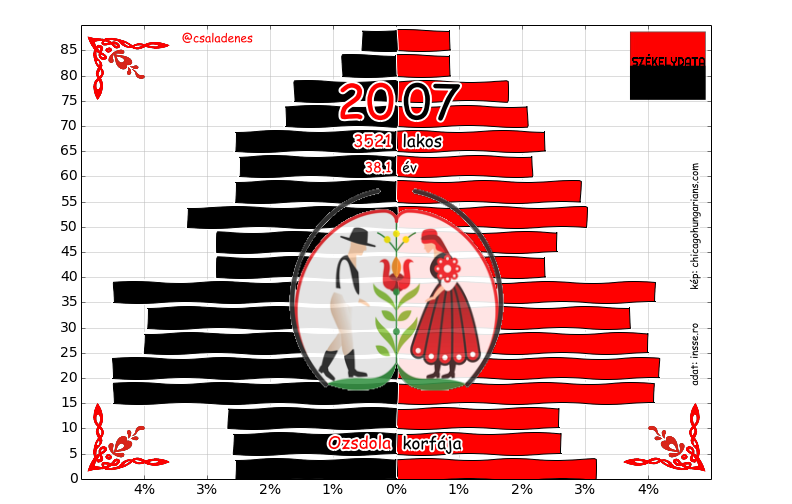 @csaladenes
SZÉKELYDATA
2007
3521 lakos
38.1 év
kép: chicagohungarians.com
adat: insse.ro
Ozsdola korfája
85
80
75
70
65
60
55
50
45
40
35
30
25
20
15
10
5
0
4% 3% 2% 1% 0% 1% 2% 3% 4%